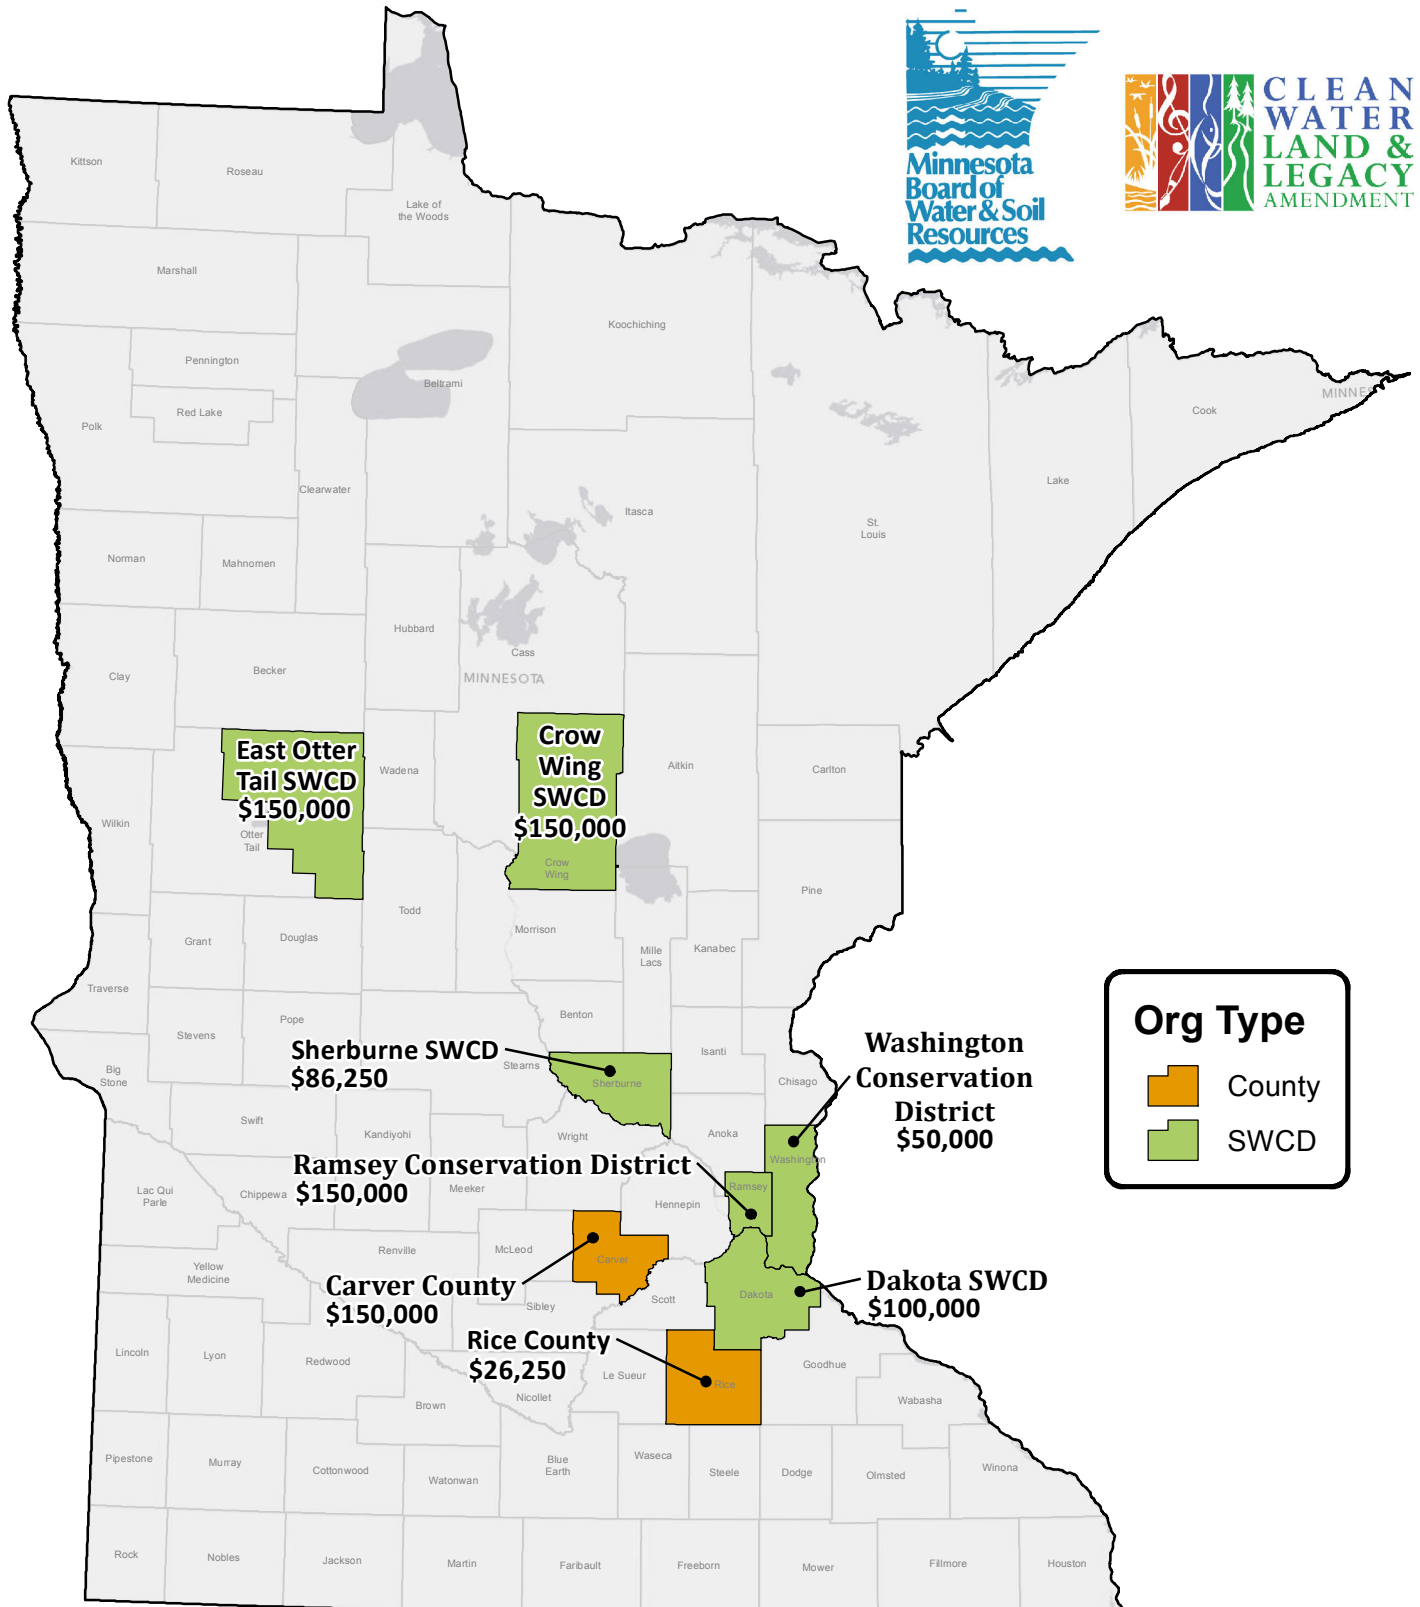 Minnesota
Board of
Water & Soil
Resources
CLEAN
WATER
LAND &
LEGACY
AMENDMENT
Kittson
Roseau
Lake of
the Woods
Marshall
Koochiching
Pennington
Beltrami
Red Lake
Polk
Cook
MINNES
Clearwater
Lake
Itasca
St.
Louis
Norman
Mahnomen
Hubbard
Cass
MINNESOTA
Clay
Becker
East Otter
Tail SWCD
$150,000
Otter
Tail
Wadena
Crow
Wing
SWCD
$150,000
Crow
Wing
Aitkin
Carlton
Wilkin
Pine
Todd
Morrison
Grant
Douglas
Mille
Lacs
Kanabec
Traverse
Stevens
Pope
Benton
Isanti
Org Type
County
SWCD
Sherburne SWCD
$86,250
Stearns
Sherburne
Big
Stone
Chisago
Washington
Conservation
District
$50,000
Swift
Kandiyohi
Wright
Anoka
Washington
Ramsey Conservation District
$150,000
Ramsey
Lac Qui
Parle
Chippewa
Meeker
Hennepin
Renville
McLeod
Carver
Yellow
Medicine
Carver County
$150,000
Sibley
Scott
Dakota
Dakota SWCD
$100,000
Rice County
$26,250
Lincoln
Lyon
Redwood
Le Sueur
Rice
Goodhue
Nicollet
Brown
Wabasha
Pipestone
Murray
Cottonwood
Watonwan
Blue
Earth
Waseca
Steele
Dodge
Olmsted
Winona
Rock
Nobles
Jackson
Martin
Faribault
Freeborn
Mower
Fillmore
Houston